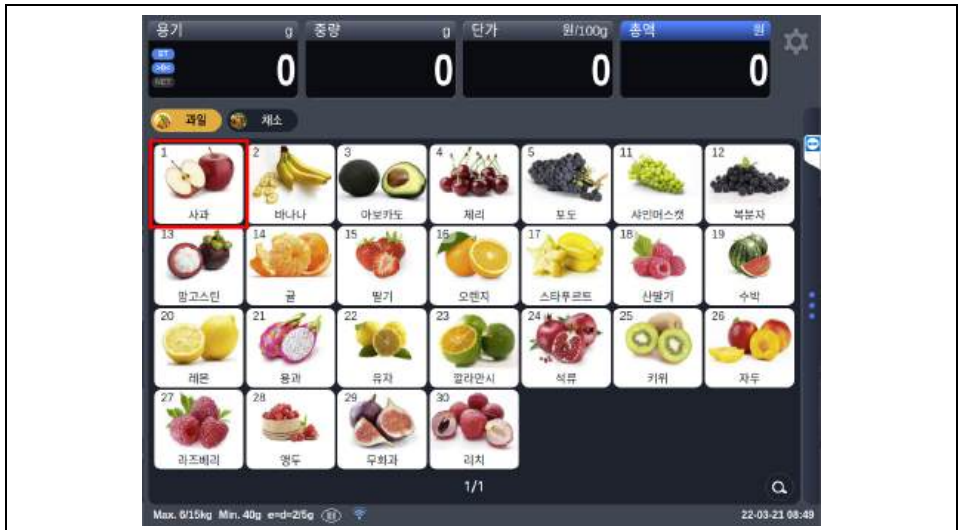 용기 g 중량 g 단가 원/100g 총액 원
ST
>0<
NET
0 0 0 0
과일 채소
1 2 3 4 5 11 12
사과 바나나 아보카도 체리 포도 샤인머스캣 복분자
13 14 15 16 17 18 19
망고스틴 귤 딸기 오렌지 스타푸르트 산딸기 수박
20 21 22 23 24 25 26
레몬 용과 유자 깔라만시 석류 키위 자두
27 28 29 30
라즈베리 앵두 무화과 리치
1/1
Max. 6/15kg Min. 40g e=d=2/5g 22-03-21 08:49